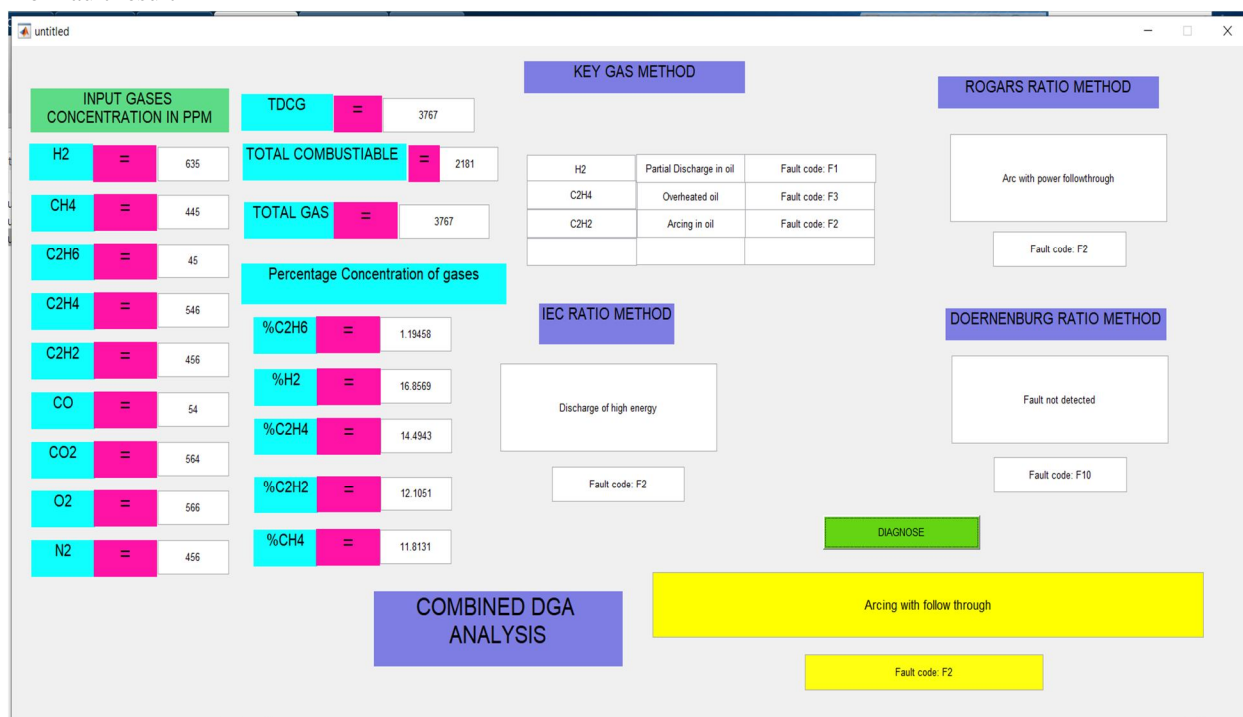 untitled
INPUT GASES
CONCENTRATION IN PPM
H2 = 635
CH4 = 445
C2H6 = 45
C2H4 = 546
C2H2 = 456
CO = 54
CO2 = 564
O2 = 566
N2 = 456
TDCG = 3767
TOTAL COMBUSTIABLE = 2181
TOTAL GAS = 3767
Percentage Concentration of gases
%C2H6 = 1.19458
%H2 = 16.8569
%C2H4 = 14.4943
%C2H2 = 12.1051
%CH4 = 11.8131
KEY GAS METHOD
H2 Partial Discharge in oil Fault code: F1
C2H4 Overheated oil Fault code: F3
C2H2 Arcing in oil Fault code: F2
IEC RATIO METHOD
Discharge of high energy
Fault code: F2
ROGARS RATIO METHOD
Arc with power followthrough
Fault code: F2
DOERNENBURG RATIO METHOD
Fault not detected
Fault code: F10
DIAGNOSE
COMBINED DGA
ANALYSIS
Arcing with follow through
Fault code: F2